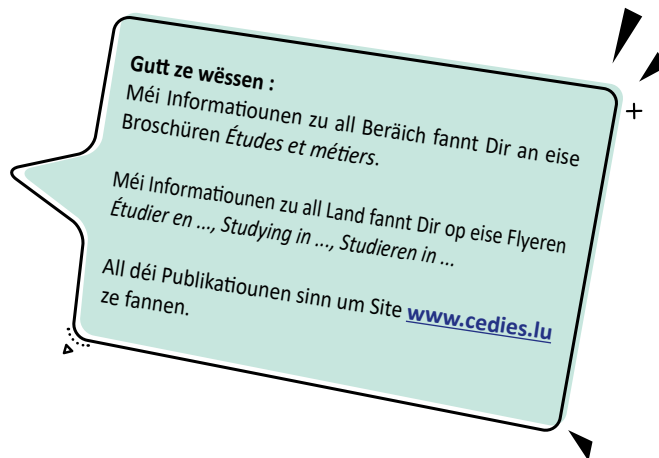 Gutt ze wëssen :
Méi Informatiounen zu all Beräich fannt Dir an eise
Broschüren Études et métiers.
Méi Informatiounen zu all Land fannt Dir op eise Flyeren
Étudier en ..., Studying in ..., Studieren in ...
All déi Publikatiounen sinn um Site www.cedies.lu
ze fannen.